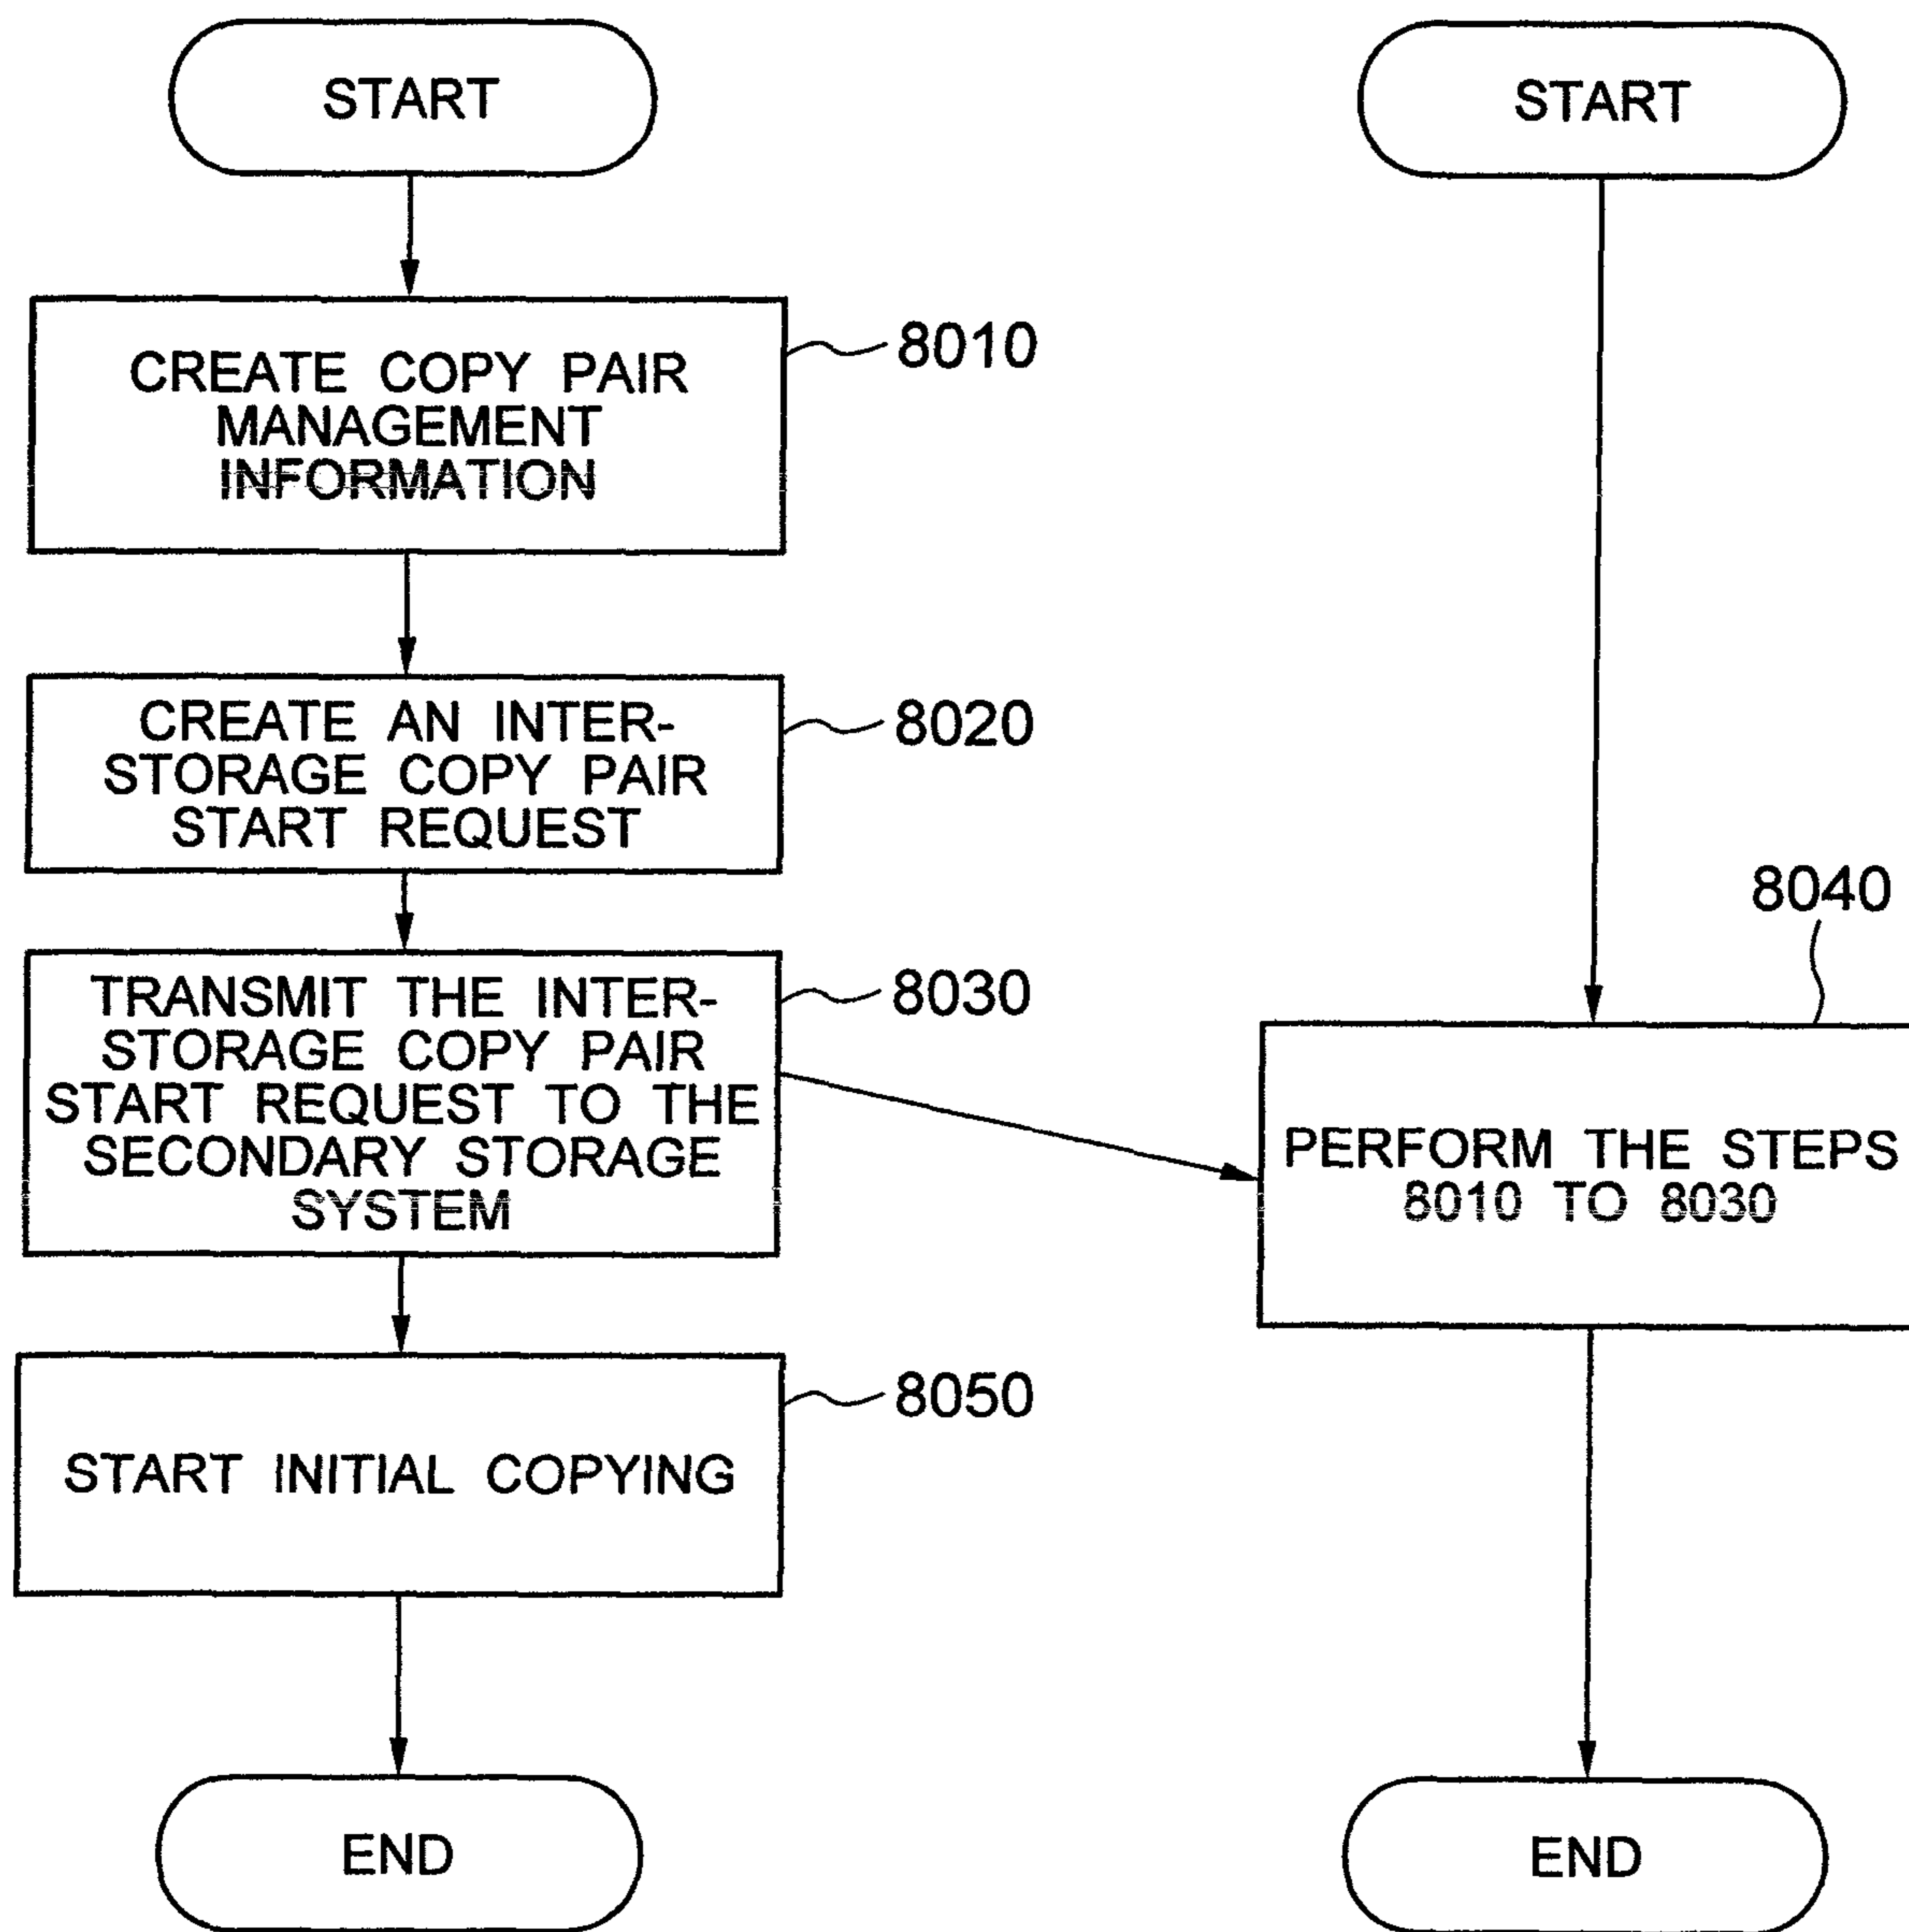 START
CREATE COPY PAIR
MANAGEMENT
INFORMATION
8010
CREATE AN INTER-
STORAGE COPY PAIR
START REQUEST
8020
TRANSMIT THE INTER-
STORAGE COPY PAIR
START REQUEST TO THE
SECONDARY STORAGE
SYSTEM
8030
START INITIAL COPYING
8050
END
START
8040
PERFORM THE STEPS
8010 TO 8030
END